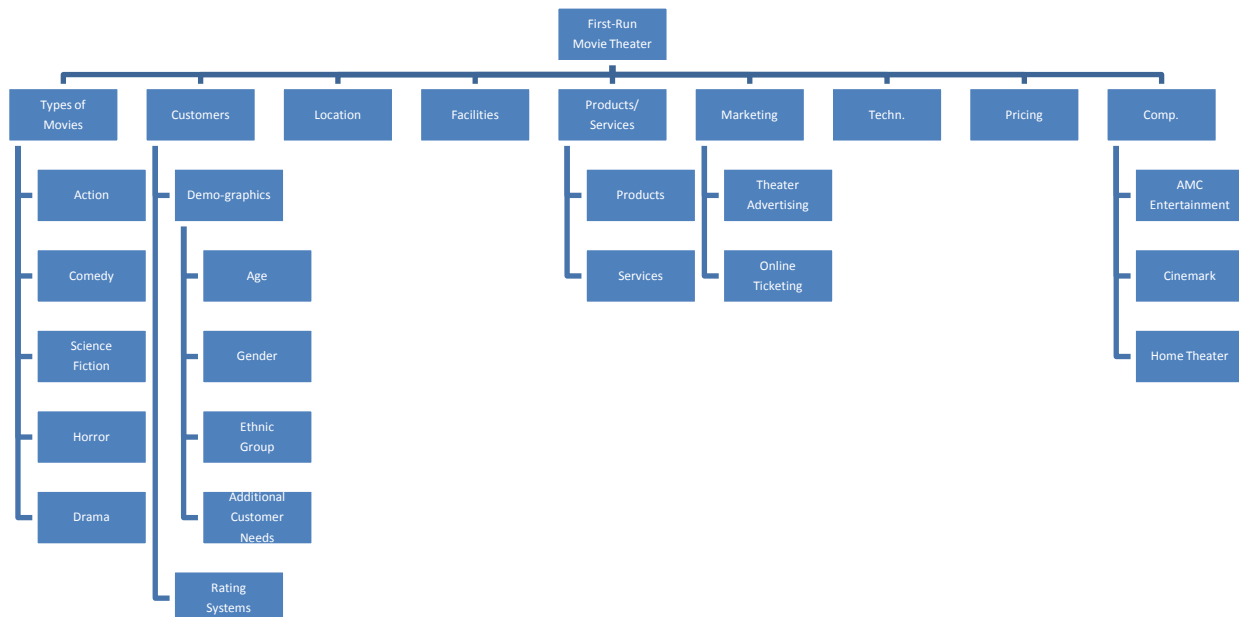 First-Run
Movie Theater
Types of
Movies
Customers
Location
Facilities
Products/
Services
Marketing
Techn.
Pricing
Comp.
Action
Comedy
Science
Fiction
Horror
Drama
Demo-graphics
Age
Gender
Ethnic
Group
Additional
Customer
Needs
Rating
Systems
Products
Services
Theater
Advertising
Online
Ticketing
AMC
Entertainment
Cinemark
Home Theater